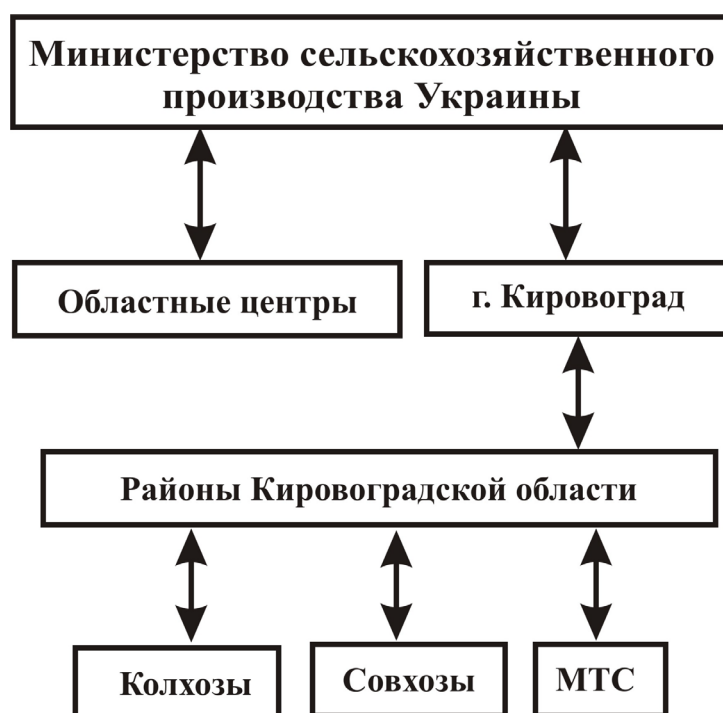 Министерство сельскохозяйственного
производства Украины
Областные центры
г. Кировоград
Районы Кировоградской области
Колхозы
Совхозы
МТС